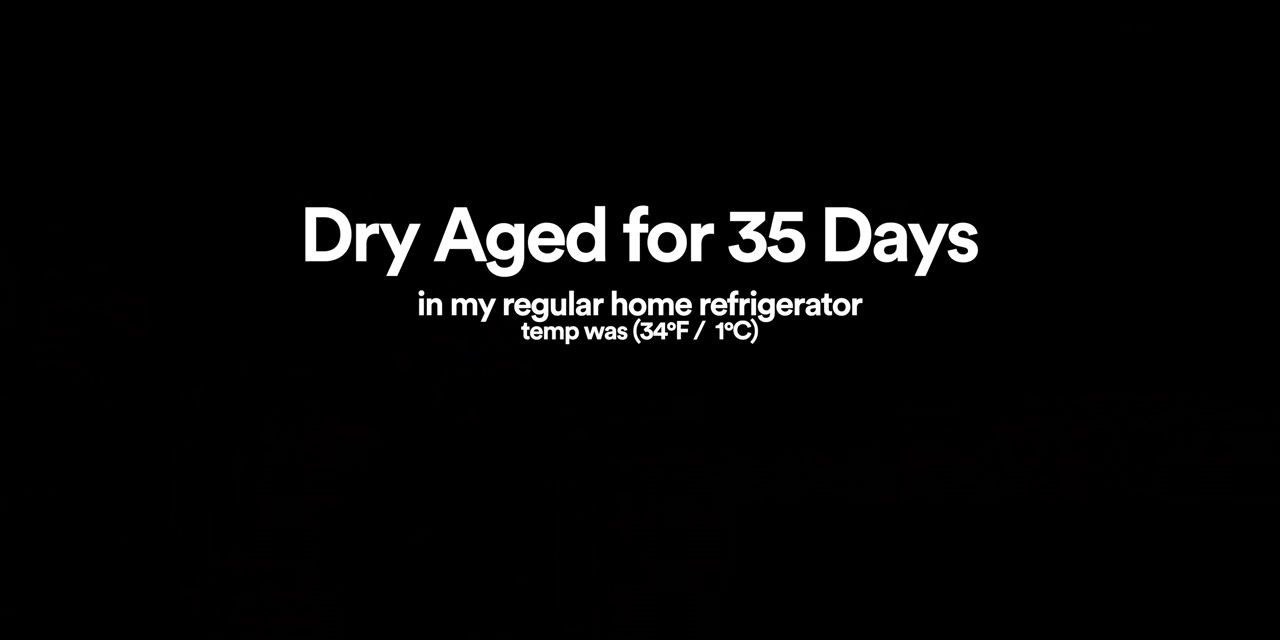 Dry Aged for 35 Days
in my regular home refrigerator
temp was (34°F / 1°C)